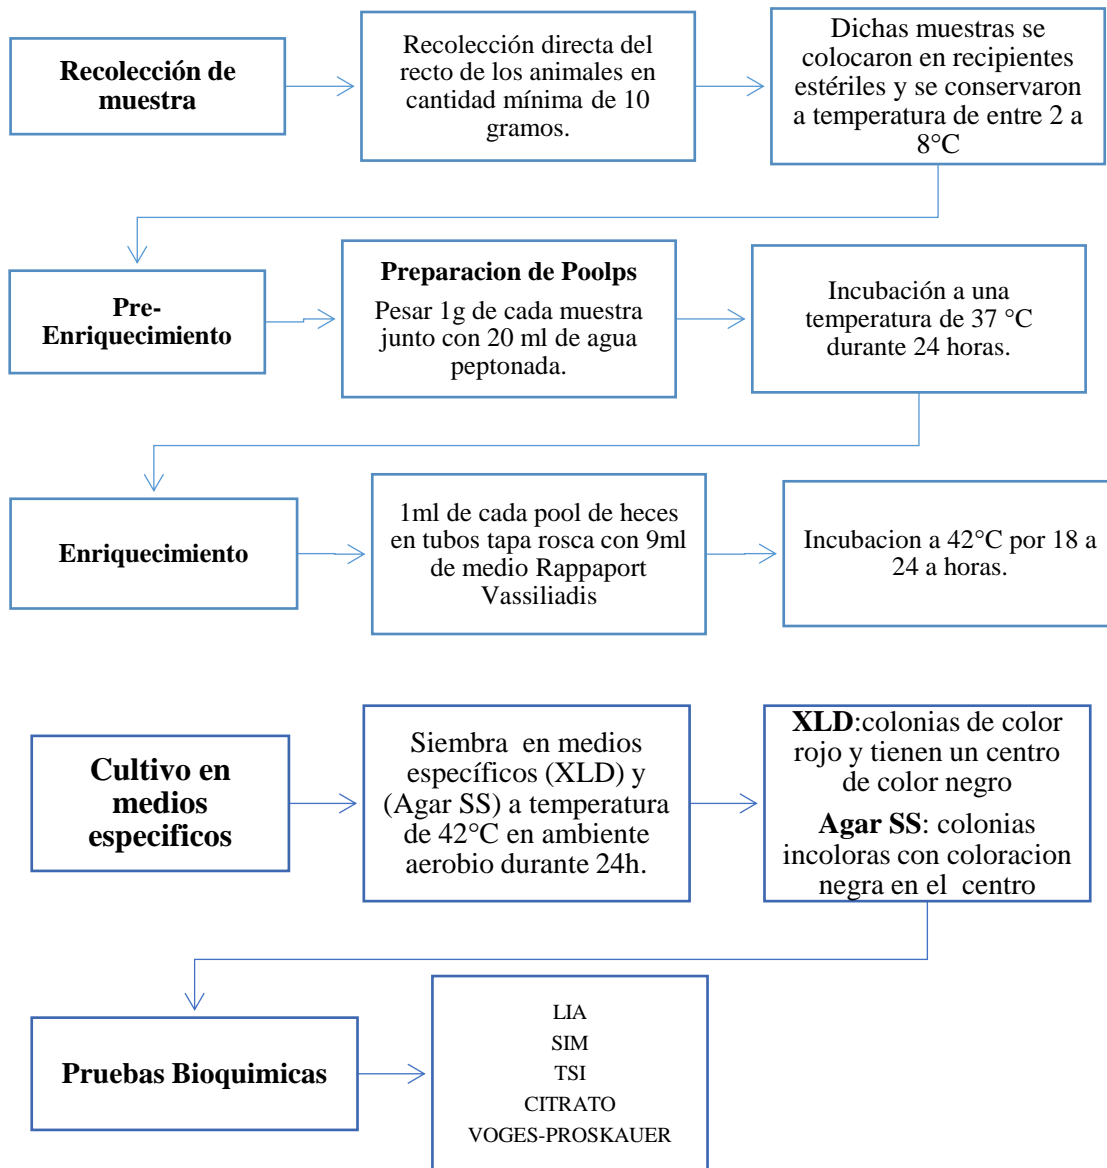 Recolección de
muestra
Recolección directa del
recto de los animales en
cantidad mínima de 10
gramos.
Dichas muestras se
colocaron en recipientes
estériles y se conservaron
a temperatura de entre 2 a
8°C
Pre-
Enriquecimiento
Preparacion de Poolps
Pesar 1g de cada muestra
junto con 20 ml de agua
peptonada.
Incubación a una
temperatura de 37 °C
durante 24 horas.
Enriquecimiento
1ml de cada pool de heces
en tubos tapa rosca con 9ml
de medio Rappaport
Vassiliadis
Incubacion a 42°C por 18 a
24 a horas.
Cultivo en
medios
especificos
Siembra en medios
específicos (XLD) y
(Agar SS) a temperatura
de 42°C en ambiente
aerobio durante 24h.
XLD:colonias de color
rojo y tienen un centro
de color negro
Agar SS: colonias
incoloras con coloracion
negra en el centro
Pruebas Bioquimicas
LIA
SIM
TSI
CITRATO
VOGES-PROSKAUER